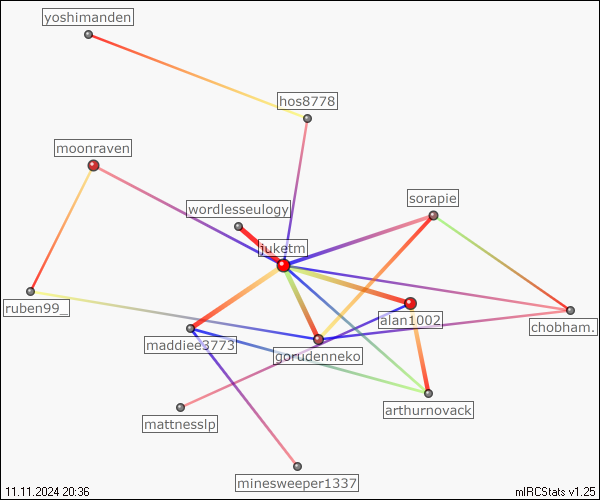 yoshimanden
hos8778
moonraven
sorapie
wordlesseulogy
juketm
ruben99_
alan1002
chobham.
maddiee3773
gorudenneko
arthurnovack
mattnesslp
minesweeper1337
11.11.2024 20:36
mIRCStats v1.25